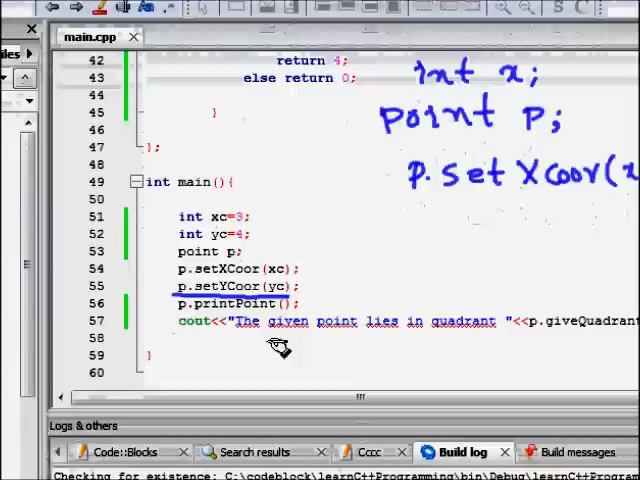 main.cpp
iles
42 return 4;
43 else return 0;
44
45 }
46
47 };
48
49 int main(){
50
51 int xc=3;
52 int yc=4;
53 point p;
54 p.setXCoor(xc);
55 p.setYCoor(yc);
56 p.printPoint();
57 cout<<"The given point lies in quadrant "<<p.giveQuadrant
58
59 }
60
int x;
point p;
p.setXCoor(x
Logs & others
Code::Blocks
Search results
Cccc
Build log
Build messages
Checking for existence: C:\codeblock\learnC++Programming\bin\Debug\learnC++Programming